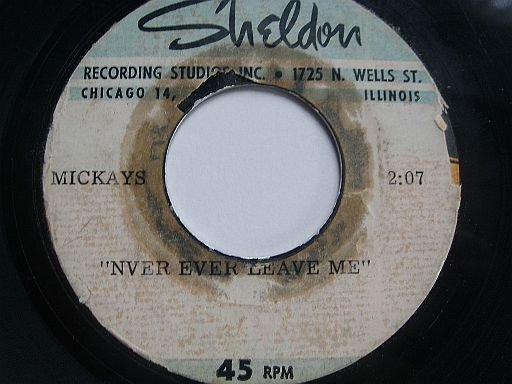 Sheldon
RECORDING STUDIOS INC. • 1725 N. WELLS ST.
CHICAGO 14, ILLINOIS
MICKAYS 2:07
"NVER EVER LEAVE ME"
45 RPM